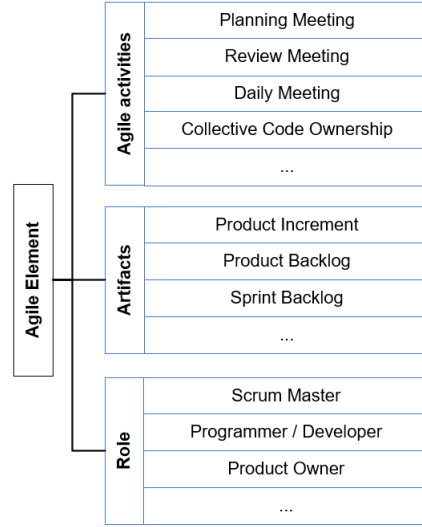 Agile Element
Agile activities
Planning Meeting
Review Meeting
Daily Meeting
Collective Code Ownership
...
Artifacts
Product Increment
Product Backlog
Sprint Backlog
...
Role
Scrum Master
Programmer / Developer
Product Owner
...